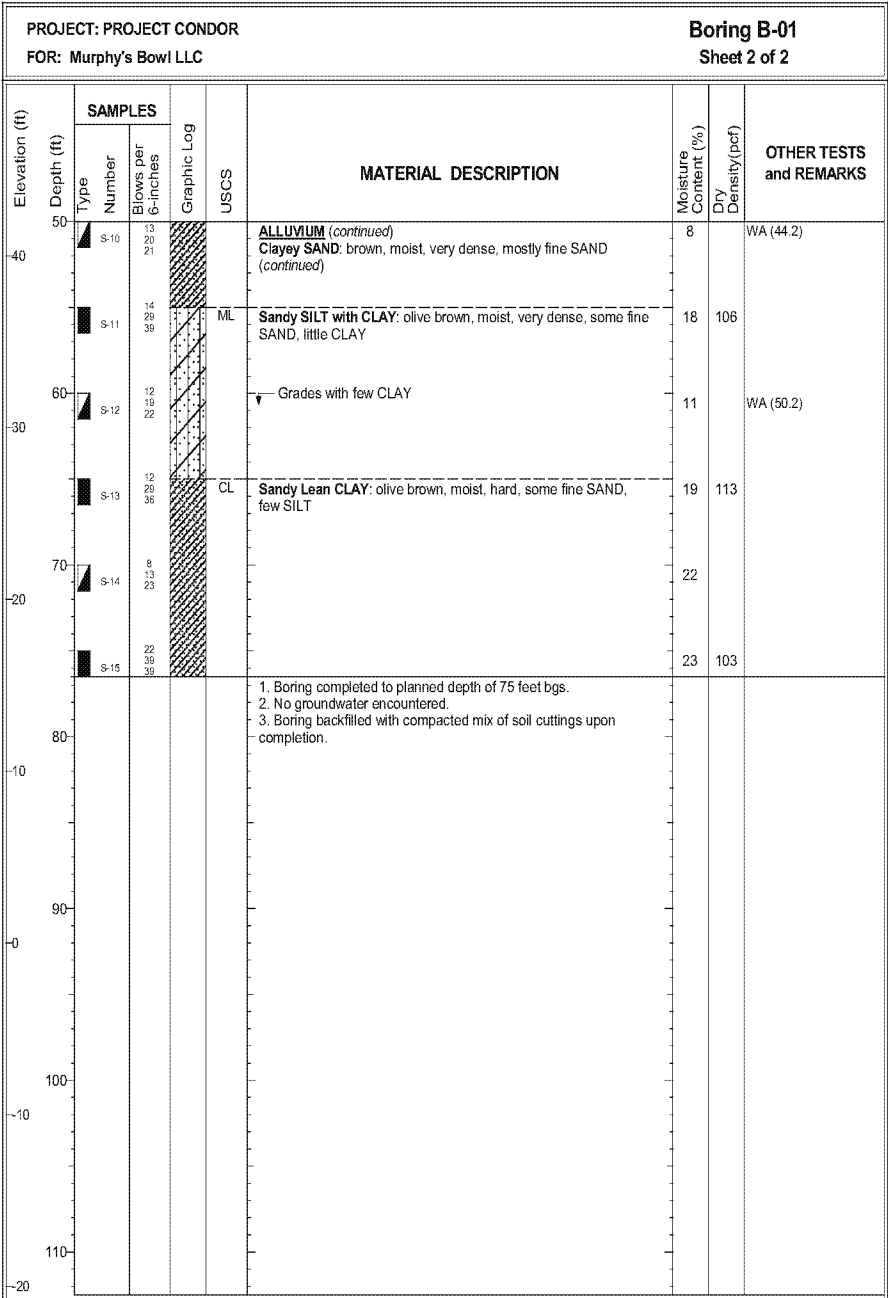 PROJECT: PROJECT CONDOR
FOR: Murphy's Bowl LLC
Boring B-01
Sheet 2 of 2
Elevation (ft)
Depth (ft)
SAMPLES
Type
Number
Blows per
6-inches
Graphic Log
USCS
MATERIAL DESCRIPTION
Moisture
Content (%)
Dry
Density(pcf)
OTHER TESTS
and REMARKS
50
S-10
13
20
21
ALLUVIUM (continued)
Clayey SAND: brown, moist, very dense, mostly fine SAND
(continued)
8
WA (44.2)
40
S-11
14
29
39
ML
Sandy SILT with CLAY: olive brown, moist, very dense, some fine
SAND, little CLAY
18
106
60
S-12
12
19
22
Grades with few CLAY
11
WA (50.2)
30
S-13
12
29
36
CL
Sandy Lean CLAY: olive brown, moist, hard, some fine SAND,
few SILT
19
113
70
S-14
8
13
23
22
20
S-15
22
39
39
23
103
1. Boring completed to planned depth of 75 feet bgs.
2. No groundwater encountered.
3. Boring backfilled with compacted mix of soil cuttings upon
completion.
80
10
90
0
100
-10
110
-20